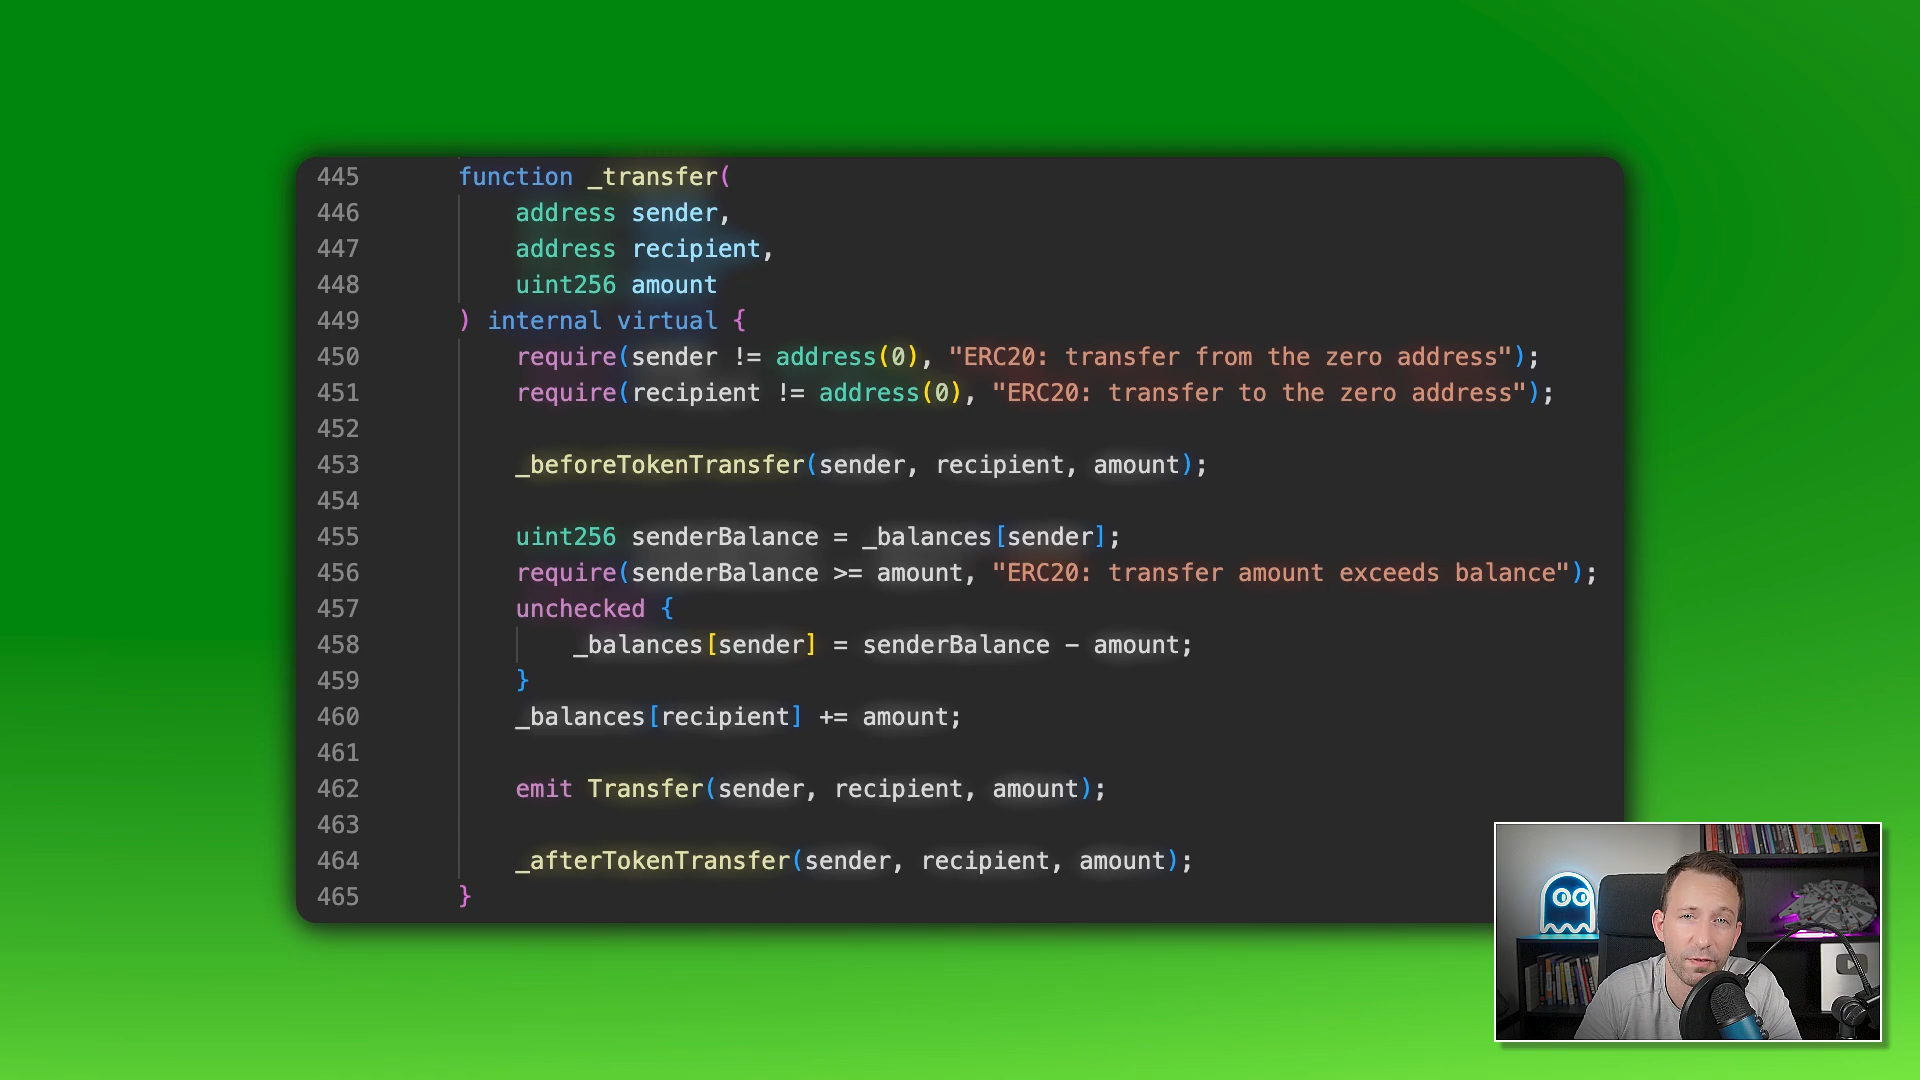 445 function _transfer(
446 address sender,
447 address recipient,
448 uint256 amount
449 ) internal virtual {
450 require(sender != address(0), "ERC20: transfer from the zero address");
451 require(recipient != address(0), "ERC20: transfer to the zero address");
452
453 _beforeTokenTransfer(sender, recipient, amount);
454
455 uint256 senderBalance = _balances[sender];
456 require(senderBalance >= amount, "ERC20: transfer amount exceeds balance");
457 unchecked {
458 _balances[sender] = senderBalance - amount;
459 }
460 _balances[recipient] += amount;
461
462 emit Transfer(sender, recipient, amount);
463
464 _afterTokenTransfer(sender, recipient, amount);
465 }